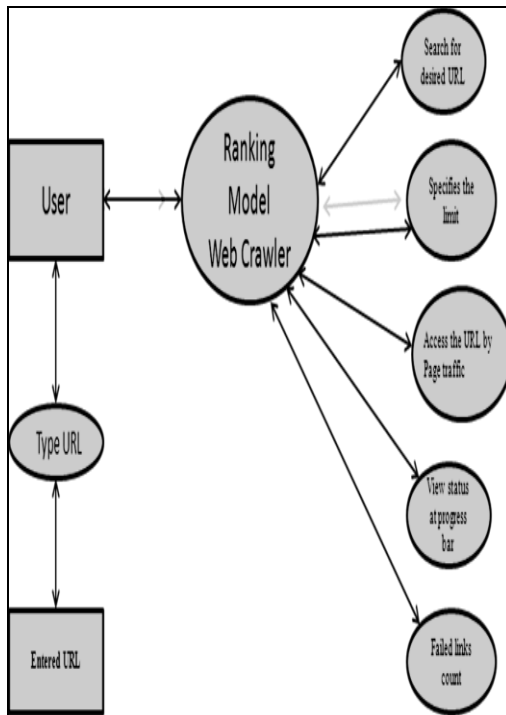 Search for
desired URL
Ranking
Model
Web Crawler
User
Specifies the
limit
Access the URL by
Page traffic
Type URL
View status
at progress
bar
Entered URL
Failed links
count